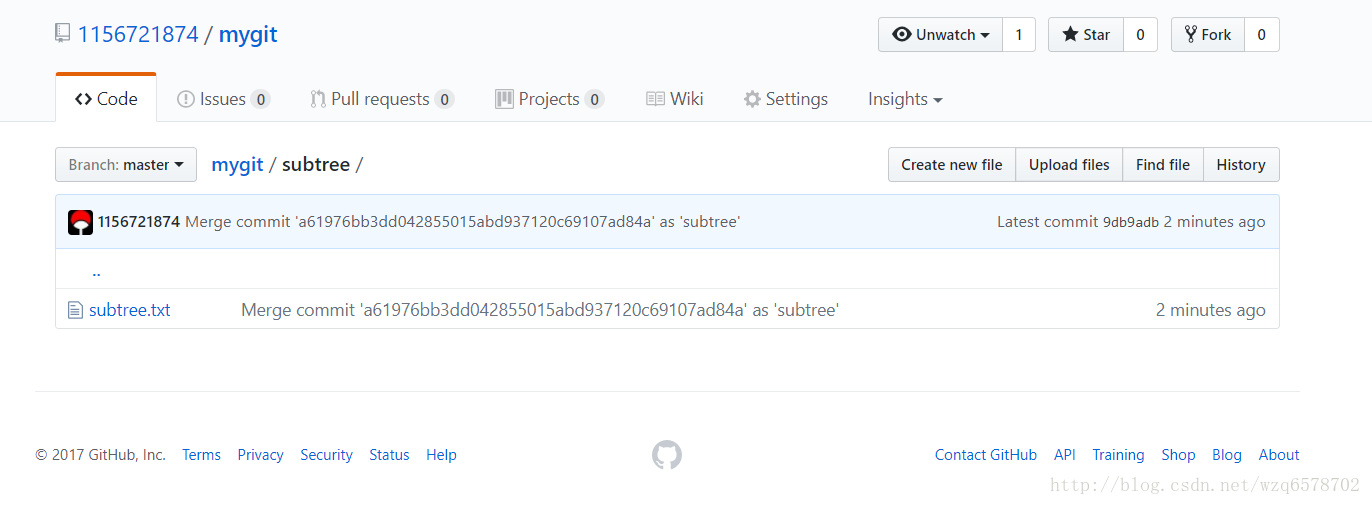 1156721874 / mygit
Unwatch 1 Star 0 Fork 0
Code Issues 0 Pull requests 0 Projects 0 Wiki Settings Insights
Branch: master mygit / subtree / Create new file Upload files Find file History
1156721874 Merge commit 'a61976bb3dd042855015abd937120c69107ad84a' as 'subtree' Latest commit 9db9adb 2 minutes ago
..
subtree.txt Merge commit 'a61976bb3dd042855015abd937120c69107ad84a' as 'subtree' 2 minutes ago
© 2017 GitHub, Inc. Terms Privacy Security Status Help Contact GitHub API Training Shop Blog About
http://blog.csdn.net/wzq6578702